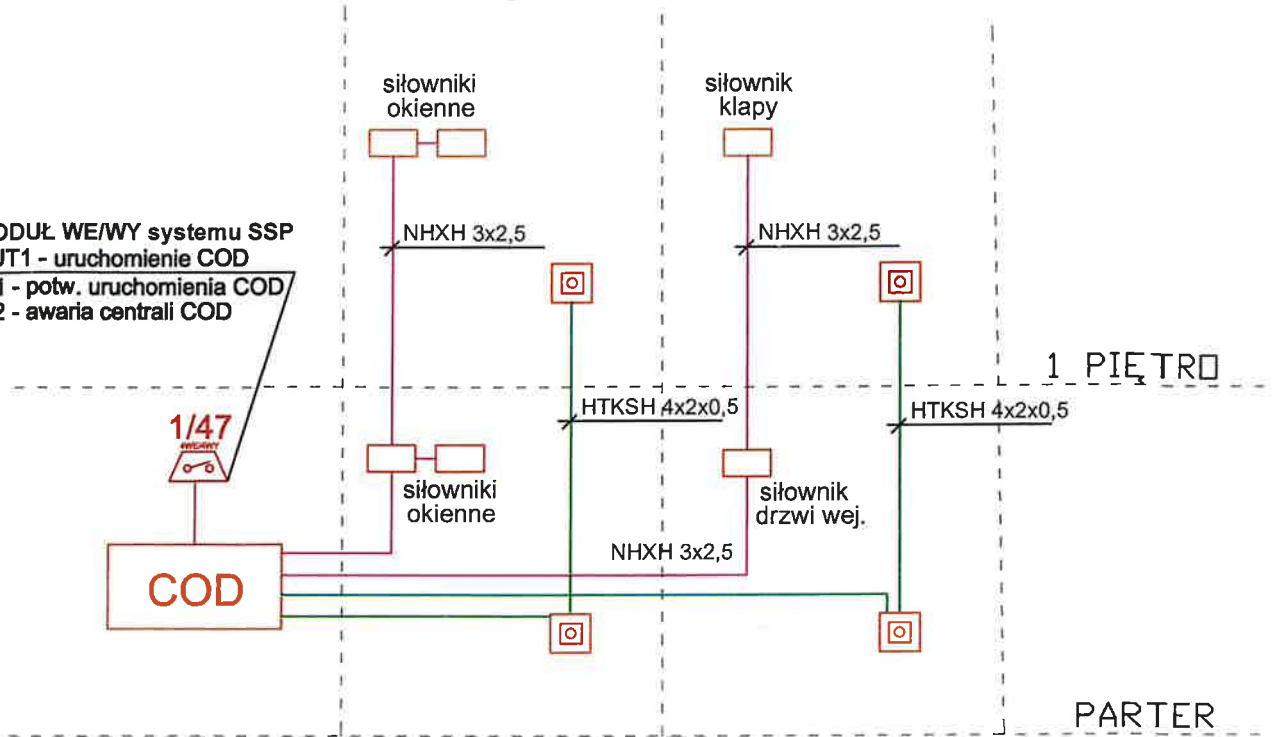 siłowniki
okienne
siłownik
klapy
ODUŁ WE/WY systemu SSP
UT1 - uruchomienie COD
1 - potw. uruchomienia COD
2 - awaria centrali COD
NHXH 3x2,5
NHXH 3x2,5
1 PIĘTRO
HTKSH 4x2x0,5
HTKSH 4x2x0,5
1/47
WE/WY
siłowniki
okienne
siłownik
drzwi wej.
NHXH 3x2,5
COD
PARTER